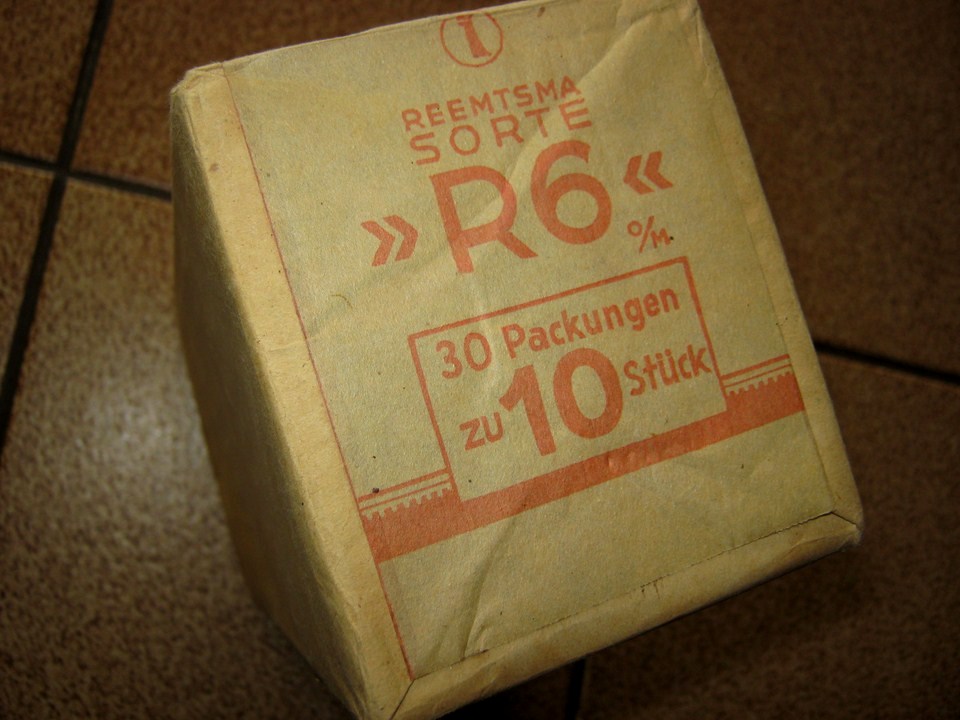 REEMTSMA
SORTE
»R6«
o/M.
30 Packungen
zu 10 Stück